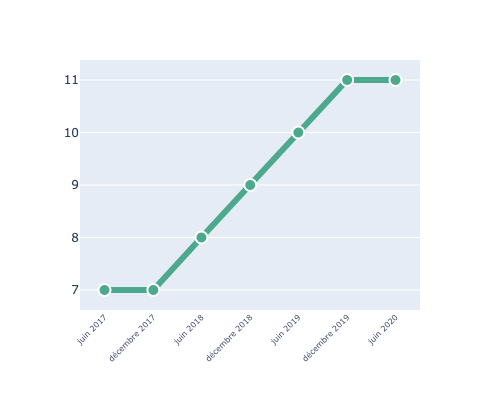 11
10
9
8
7
juin 2017
décembre 2017
juin 2018
décembre 2018
juin 2019
décembre 2019
juin 2020